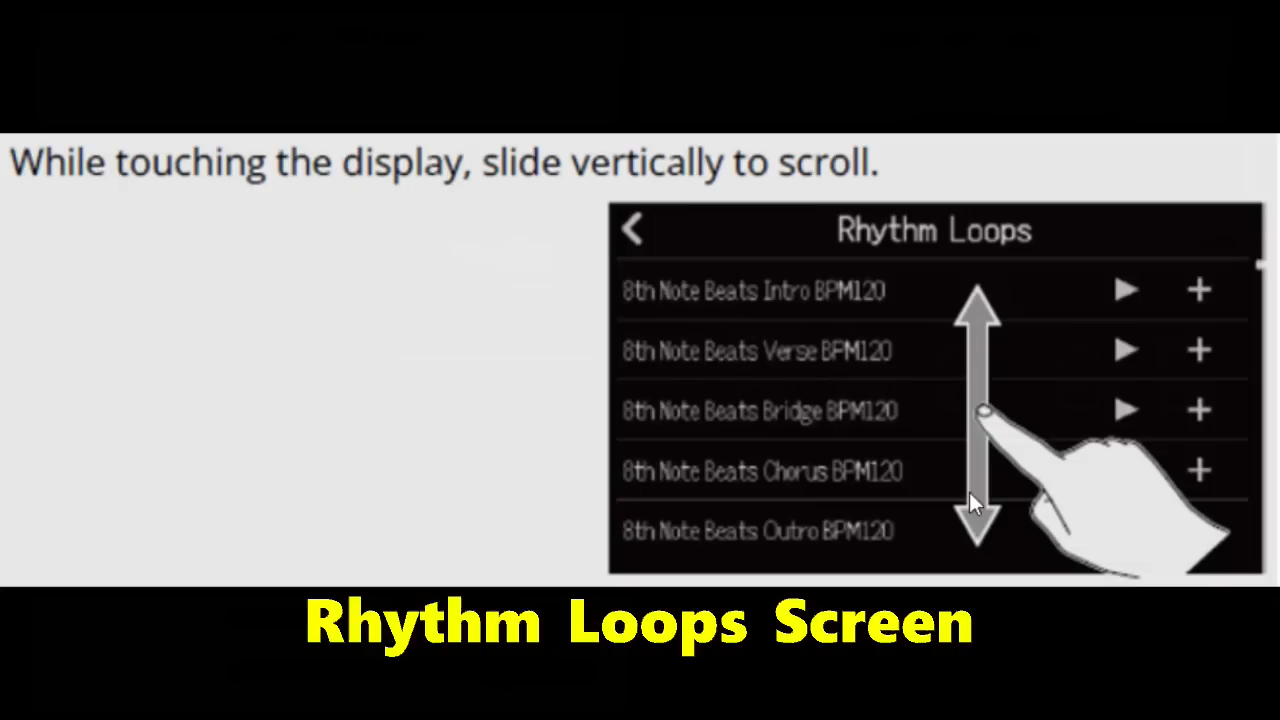 While touching the display, slide vertically to scroll.
Rhythm Loops
8th Note Beats Intro BPM120
8th Note Beats Verse BPM120
8th Note Beats Bridge BPM120
8th Note Beats Chorus BPM120
8th Note Beats Outro BPM120
Rhythm Loops Screen